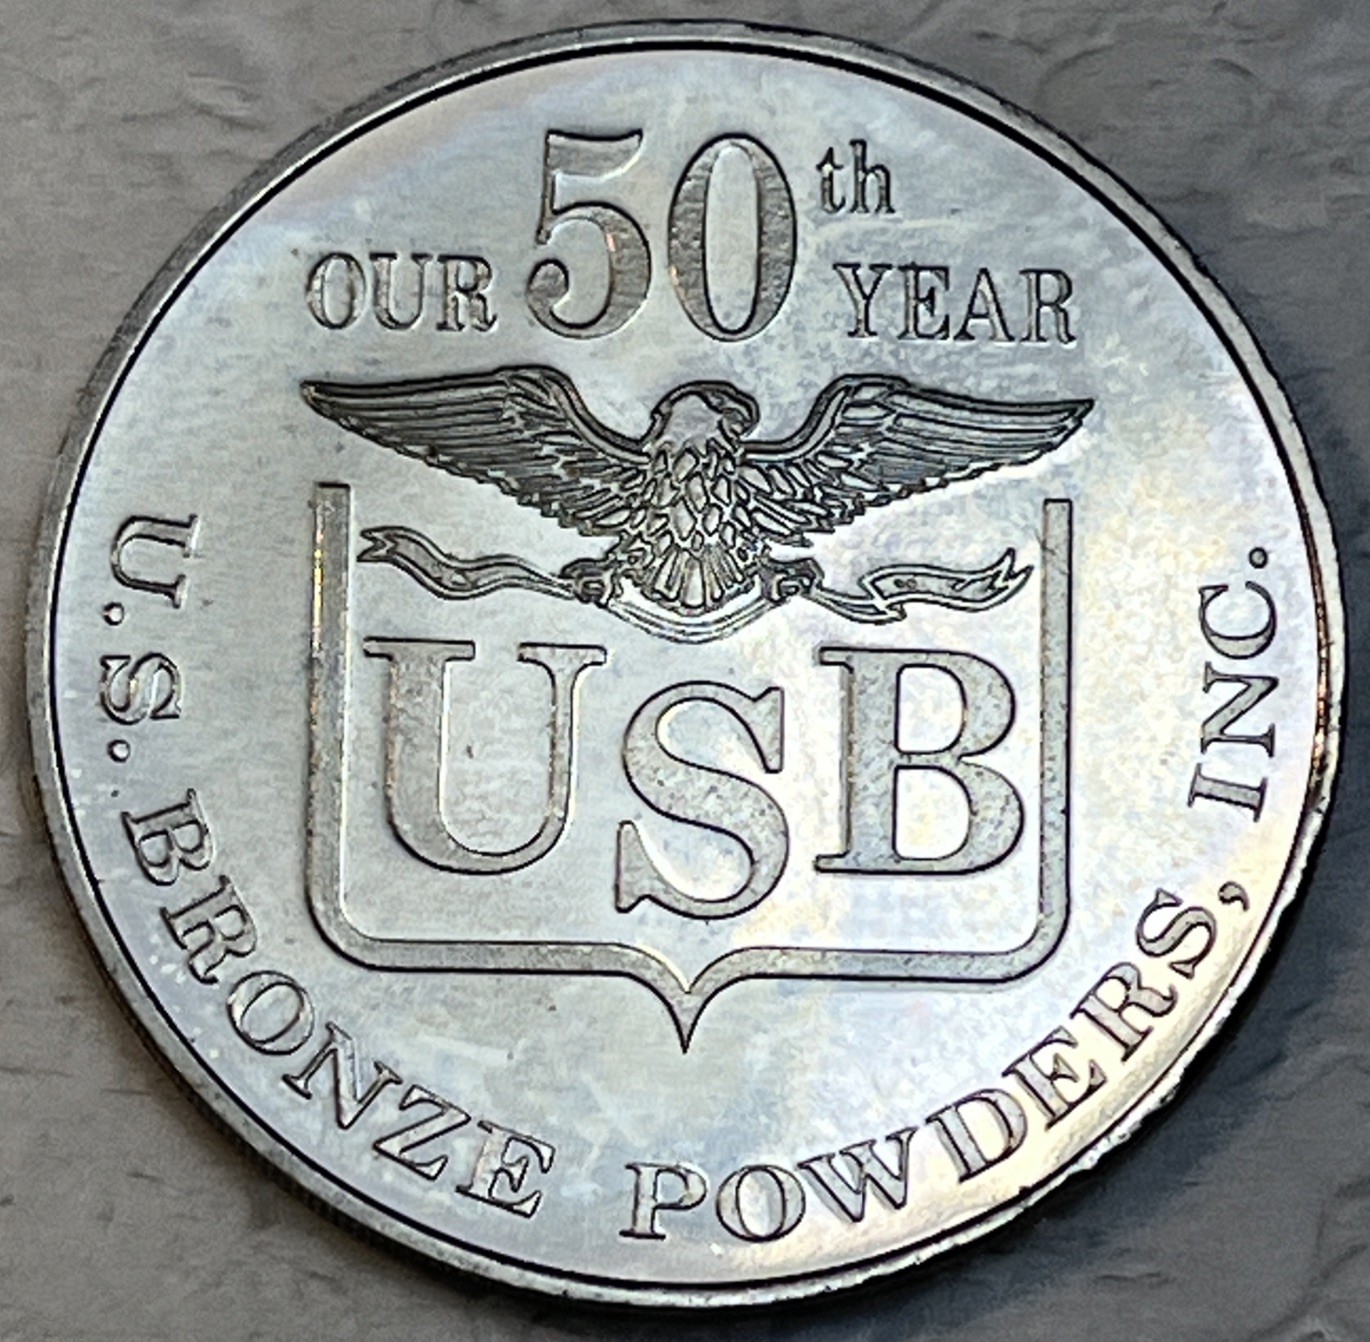 OUR 50th YEAR
USB
U.S. BRONZE POWDERS, INC.